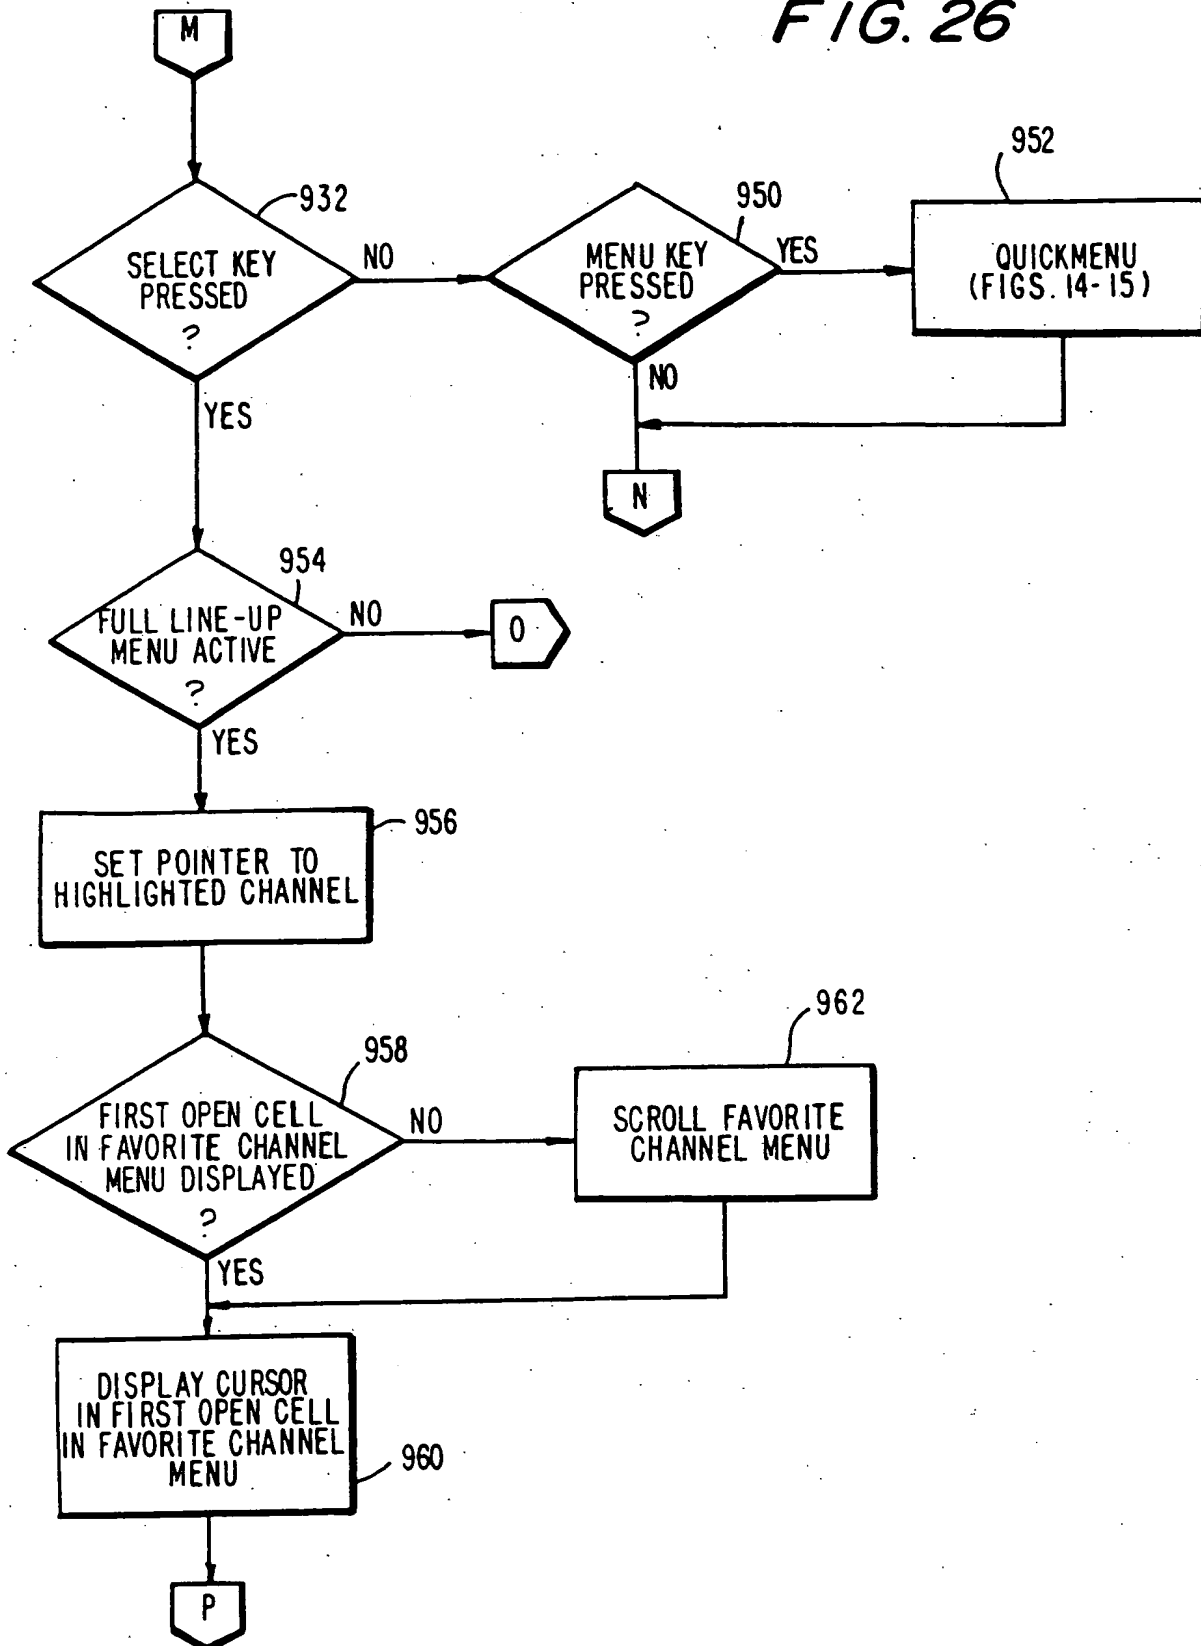 FIG. 26
M
932
SELECT KEY
PRESSED
?
NO
YES
950
MENU KEY
PRESSED
?
YES
NO
952
QUICKMENU
(FIGS. 14-15)
N
954
FULL LINE-UP
MENU ACTIVE
?
NO
O
YES
956
SET POINTER TO
HIGHLIGHTED CHANNEL
958
FIRST OPEN CELL
IN FAVORITE CHANNEL
MENU DISPLAYED
?
NO
962
SCROLL FAVORITE
CHANNEL MENU
YES
DISPLAY CURSOR
IN FIRST OPEN CELL
IN FAVORITE CHANNEL
MENU
960
P